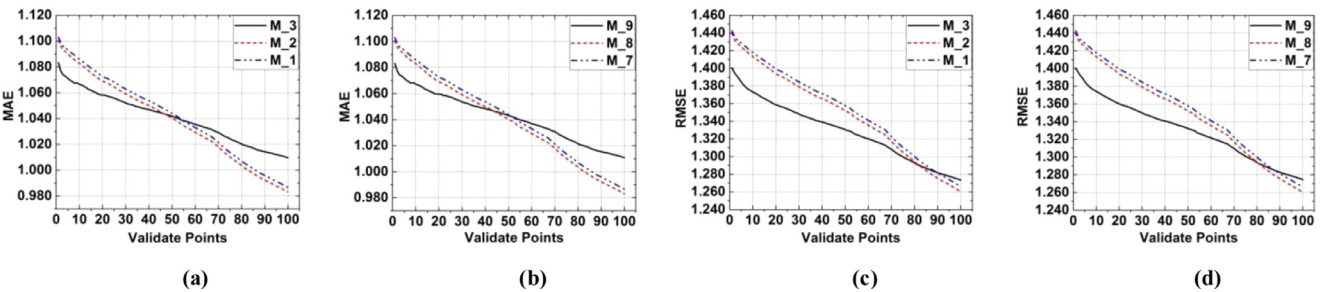 1.120
1.100
1.080
1.060
1.040
1.020
1.000
0.980
MAE
0 10 20 30 40 50 60 70 80 90 100
Validate Points
M_3
M_2
M_1
(a)
1.120
1.100
1.080
1.060
1.040
1.020
1.000
0.980
MAE
0 10 20 30 40 50 60 70 80 90 100
Validate Points
M_9
M_8
M_7
(b)
1.460
1.440
1.420
1.400
1.380
1.360
1.340
1.320
1.300
1.280
1.260
1.240
RMSE
0 10 20 30 40 50 60 70 80 90 100
Validate Points
M_3
M_2
M_1
(c)
1.460
1.440
1.420
1.400
1.380
1.360
1.340
1.320
1.300
1.280
1.260
1.240
RMSE
0 10 20 30 40 50 60 70 80 90 100
Validate Points
M_9
M_8
M_7
(d)